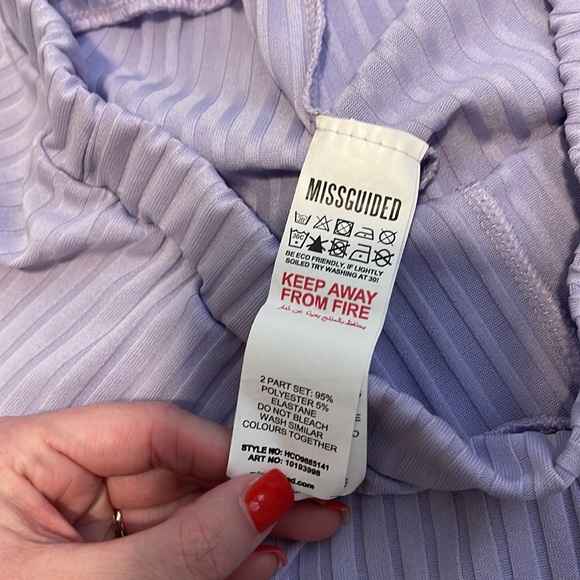 MISSGUIDED
BE ECO FRIENDLY, IF LIGHTLY
SOILED TRY WASHING AT 30!
KEEP AWAY
FROM FIRE
2 PART SET: 95%
POLYESTER 5%
ELASTANE
DO NOT BLEACH
WASH SIMILAR
COLOURS TOGETHER
STYLE NO: HCO9685141
ART NO: 10193998